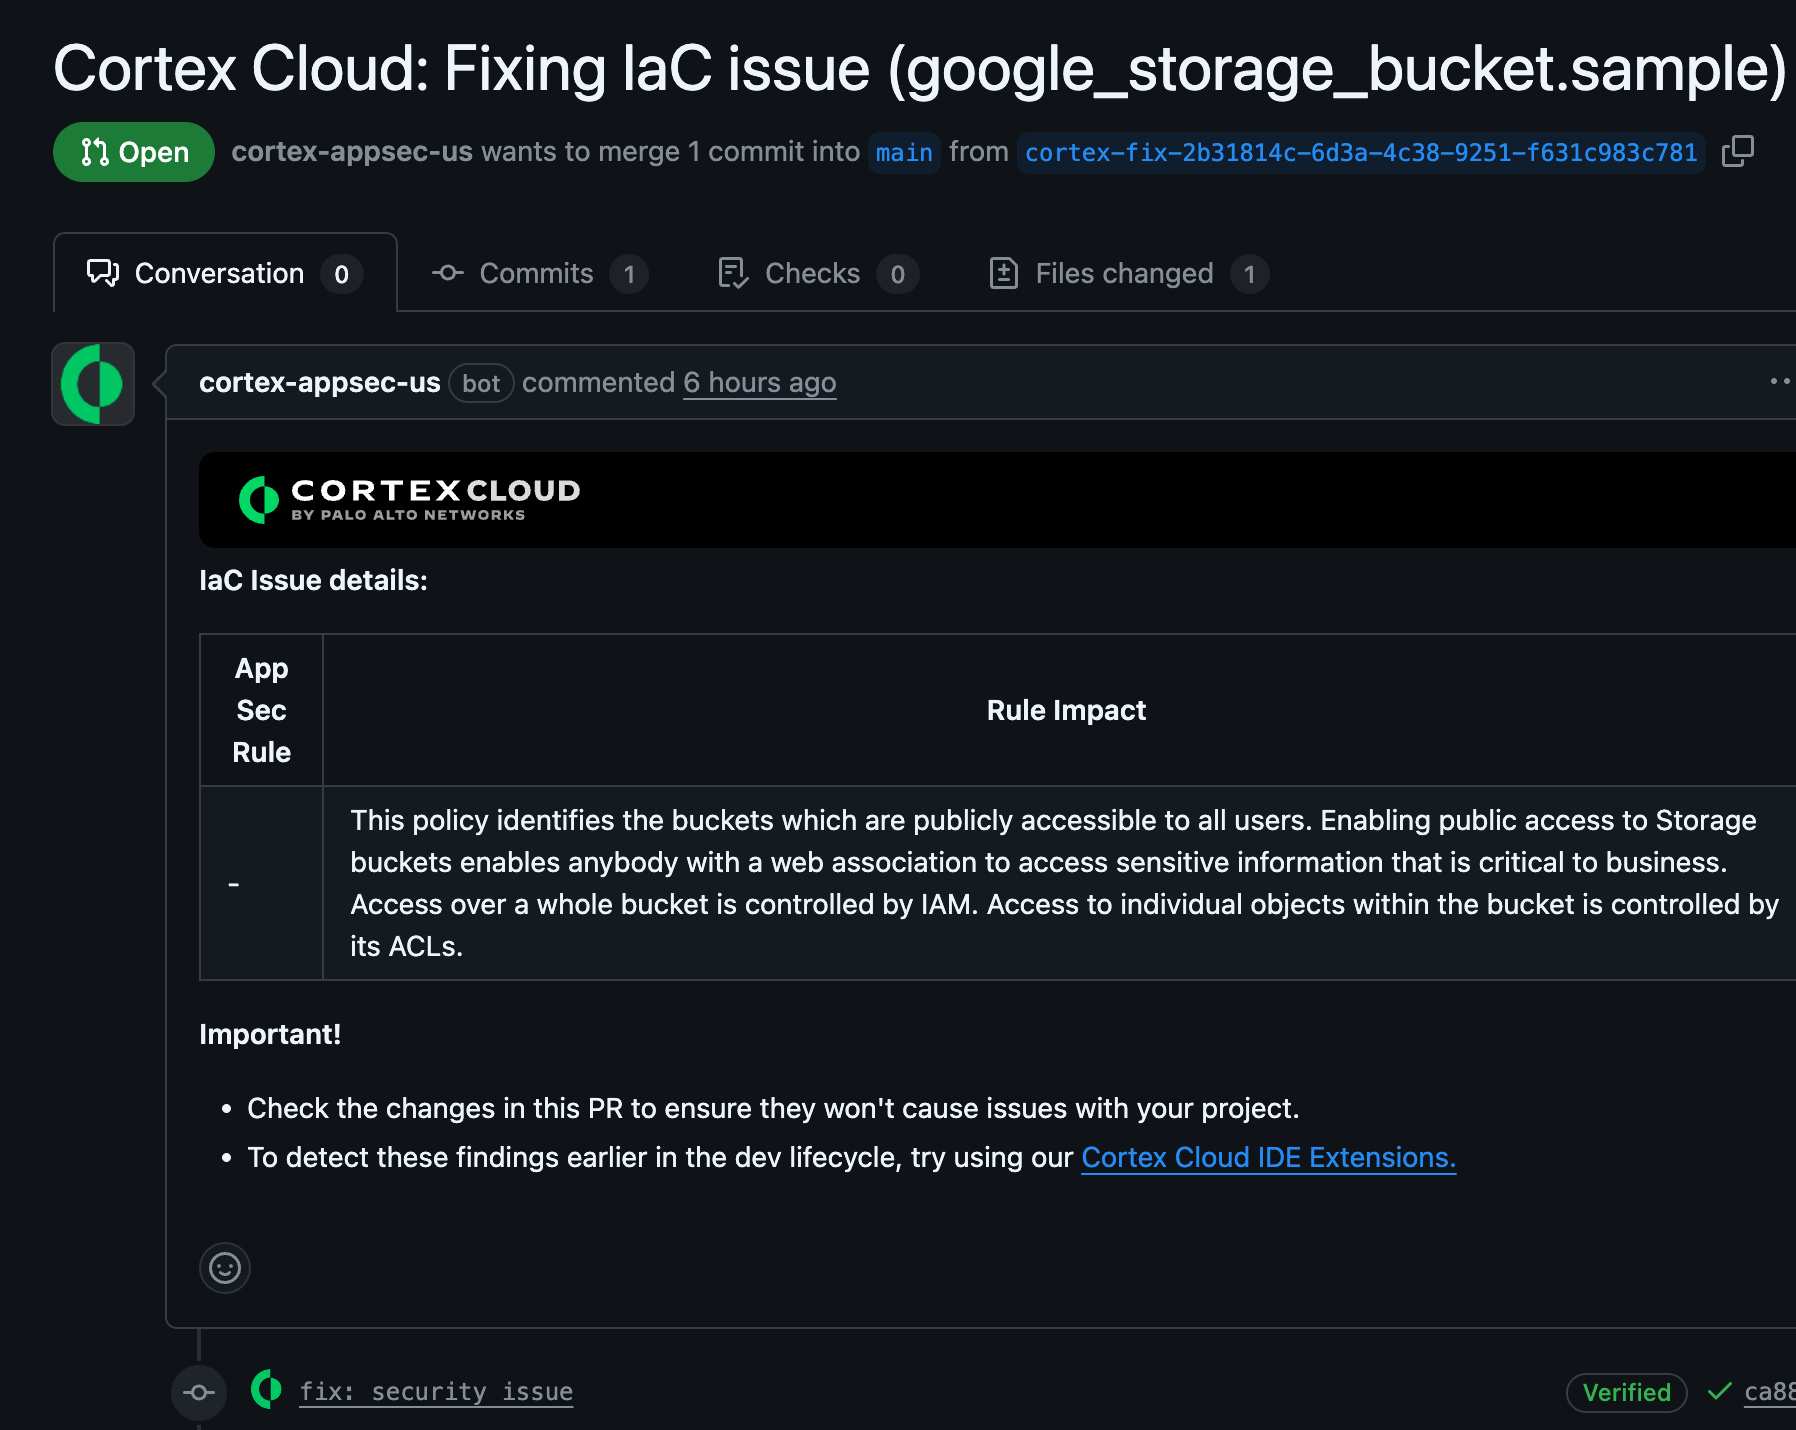 Cortex Cloud: Fixing IaC issue (google_storage_bucket.sample)
Open cortex-appsec-us wants to merge 1 commit into main from cortex-fix-2b31814c-6d3a-4c38-9251-f631c983c781
Conversation 0 Commits 1 Checks 0 Files changed 1
cortex-appsec-us bot commented 6 hours ago
CORTEX CLOUD
BY PALO ALTO NETWORKS
IaC Issue details:
App
Sec
Rule
Rule Impact
-
This policy identifies the buckets which are publicly accessible to all users. Enabling public access to Storage
buckets enables anybody with a web association to access sensitive information that is critical to business.
Access over a whole bucket is controlled by IAM. Access to individual objects within the bucket is controlled by
its ACLs.
Important!
• Check the changes in this PR to ensure they won't cause issues with your project.
• To detect these findings earlier in the dev lifecycle, try using our Cortex Cloud IDE Extensions.
fix: security issue Verified ca88